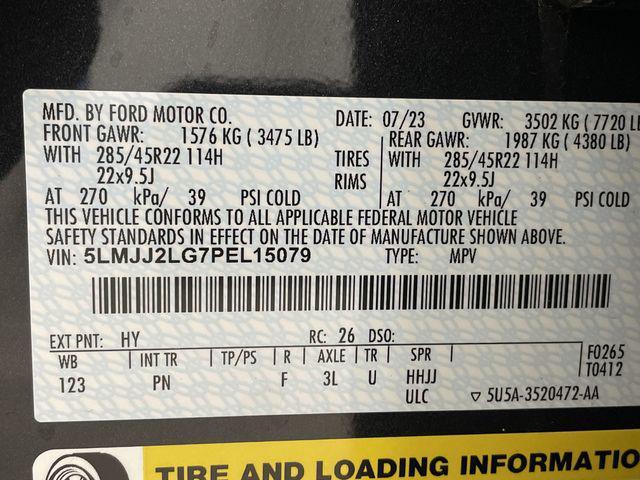 MFD. BY FORD MOTOR CO. DATE: 07/23 GVWR: 3502 KG ( 7720 LB
FRONT GAWR: 1576 KG ( 3475 LB) REAR GAWR: 1987 KG ( 4380 LB)
WITH 285/45R22 114H TIRES WITH 285/45R22 114H
22x9.5J RIMS 22x9.5J
AT 270 kPa/ 39 PSI COLD AT 270 kPa/ 39 PSI COLD
THIS VEHICLE CONFORMS TO ALL APPLICABLE FEDERAL MOTOR VEHICLE
SAFETY STANDARDS IN EFFECT ON THE DATE OF MANUFACTURE SHOWN ABOVE.
VIN: 5LMJJ2LG7PEL15079 TYPE: MPV
EXT PNT: HY RC: 26 DSO:
WB INT TR TP/PS R AXLE TR SPR F0265
123 PN F 3L U HHJJ T0412
ULC ▽ 5U5A-3520472-AA
TIRE AND LOADING INFORMATIO